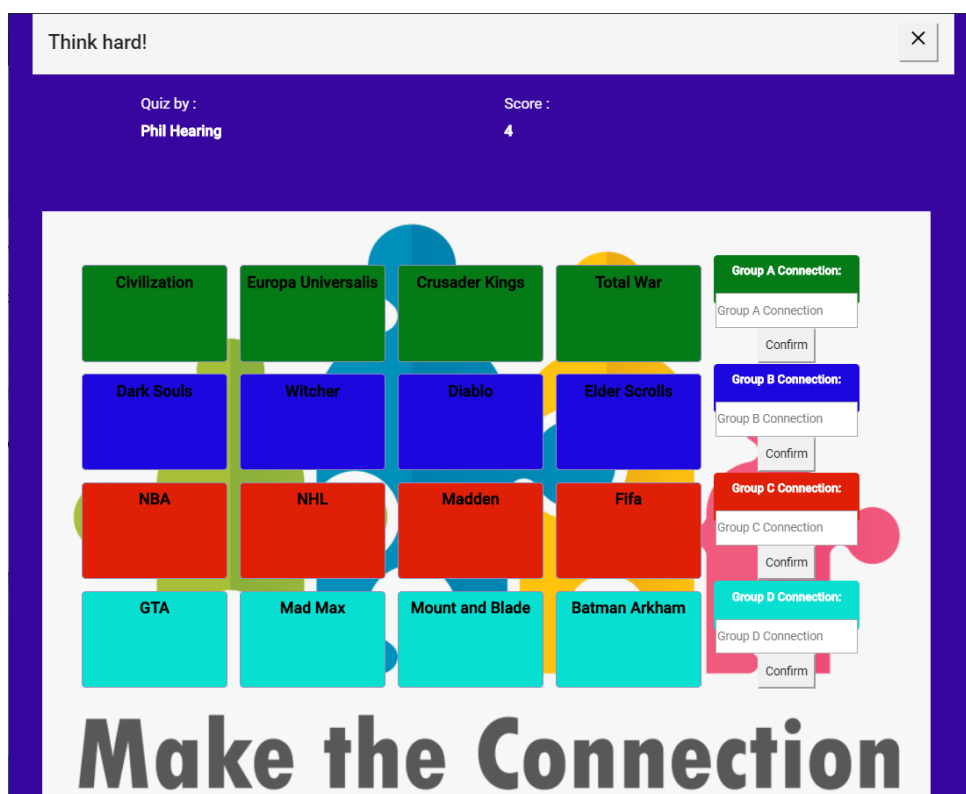 Think hard!
Quiz by :
Score :
Phil Hearing
4
Civilization
Europa Universalis
Crusader Kings
Total War
Group A Connection:
Group A Connection
Confirm
Dark Souls
Witcher
Diablo
Elder Scrolls
Group B Connection:
Group B Connection
Confirm
NBA
NHL
Madden
Fifa
Group C Connection:
Group C Connection
Confirm
GTA
Mad Max
Mount and Blade
Batman Arkham
Group D Connection:
Group D Connection
Confirm
Make the Connection